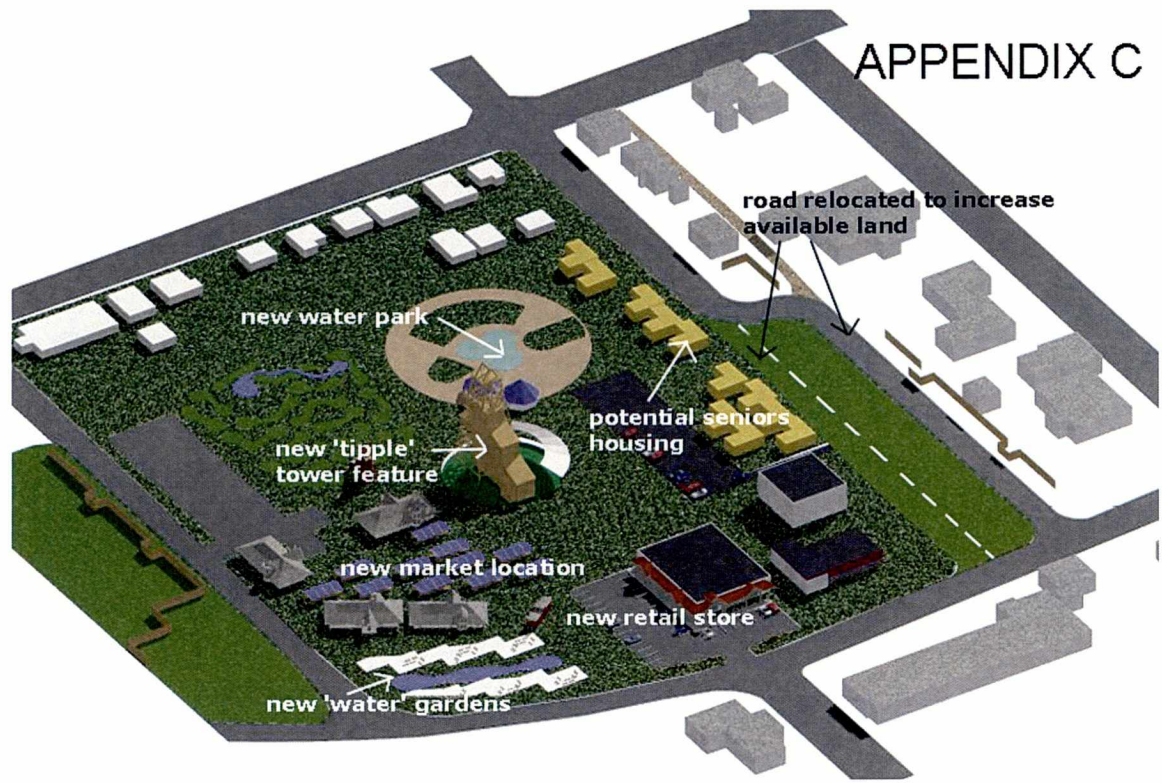 APPENDIX C
road relocated to increase
available land
new water park
potential seniors
housing
new 'tipple'
tower feature
new market location
new retail store
new 'water' gardens